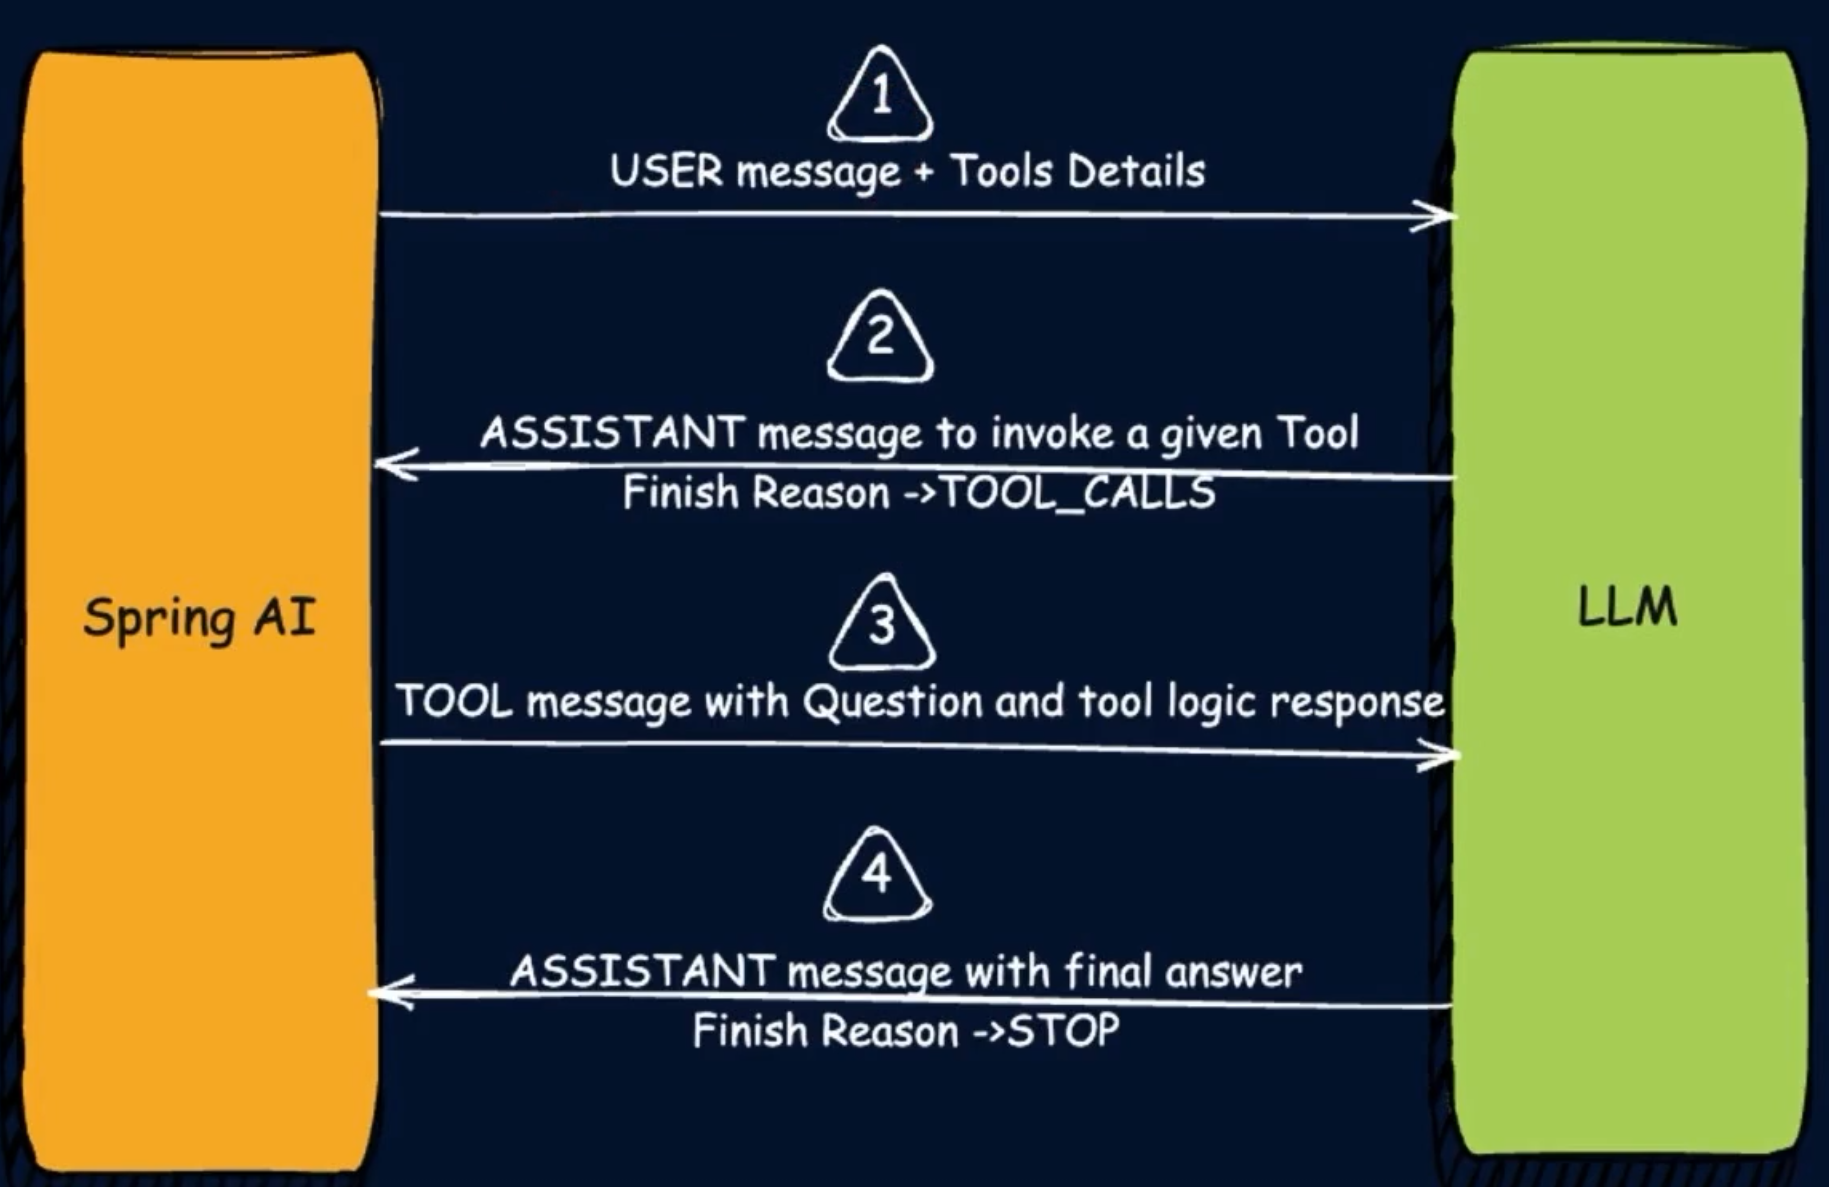 1
USER message + Tools Details
2
ASSISTANT message to invoke a given Tool
Finish Reason ->TOOL_CALLS
Spring AI
LLM
3
TOOL message with Question and tool logic response
4
ASSISTANT message with final answer
Finish Reason ->STOP